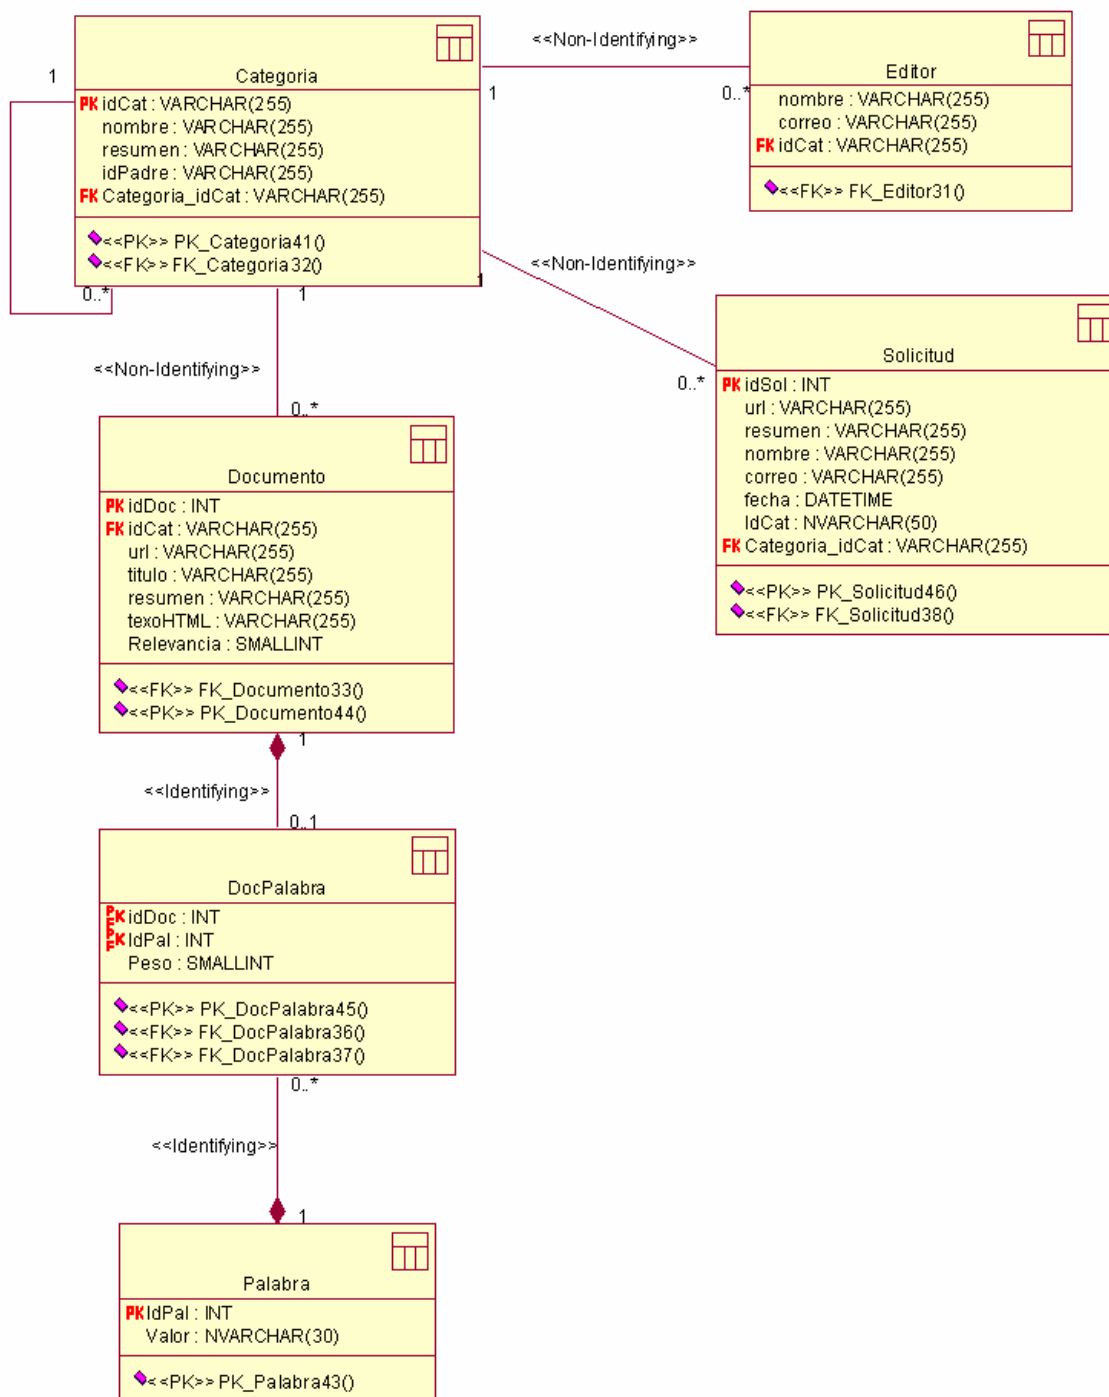 Categoria
PK idCat : VARCHAR(255)
nombre : VARCHAR(255)
resumen : VARCHAR(255)
idPadre : VARCHAR(255)
FK Categoria_idCat : VARCHAR(255)
<<PK>> PK_Categoria41()
<<FK>> FK_Categoria32()
1
0..*
<<Non-Identifying>>
1
0..*
Editor
nombre : VARCHAR(255)
correo : VARCHAR(255)
FK idCat : VARCHAR(255)
<<FK>> FK_Editor31()
<<Non-Identifying>>
1
0..*
Solicitud
PK idSol : INT
url : VARCHAR(255)
resumen : VARCHAR(255)
nombre : VARCHAR(255)
correo : VARCHAR(255)
fecha : DATETIME
IdCat : NVARCHAR(50)
FK Categoria_idCat : VARCHAR(255)
<<PK>> PK_Solicitud46()
<<FK>> FK_Solicitud38()
1
<<Non-Identifying>>
0..*
Documento
PK idDoc : INT
FK idCat : VARCHAR(255)
url : VARCHAR(255)
titulo : VARCHAR(255)
resumen : VARCHAR(255)
texoHTML : VARCHAR(255)
Relevancia : SMALLINT
<<FK>> FK_Documento33()
<<PK>> PK_Documento44()
1
<<Identifying>>
0..1
DocPalabra
PFK idDoc : INT
PFK IdPal : INT
Peso : SMALLINT
<<PK>> PK_DocPalabra45()
<<FK>> FK_DocPalabra36()
<<FK>> FK_DocPalabra37()
0..*
<<Identifying>>
1
Palabra
PK IdPal : INT
Valor : NVARCHAR(30)
<<PK>> PK_Palabra43()